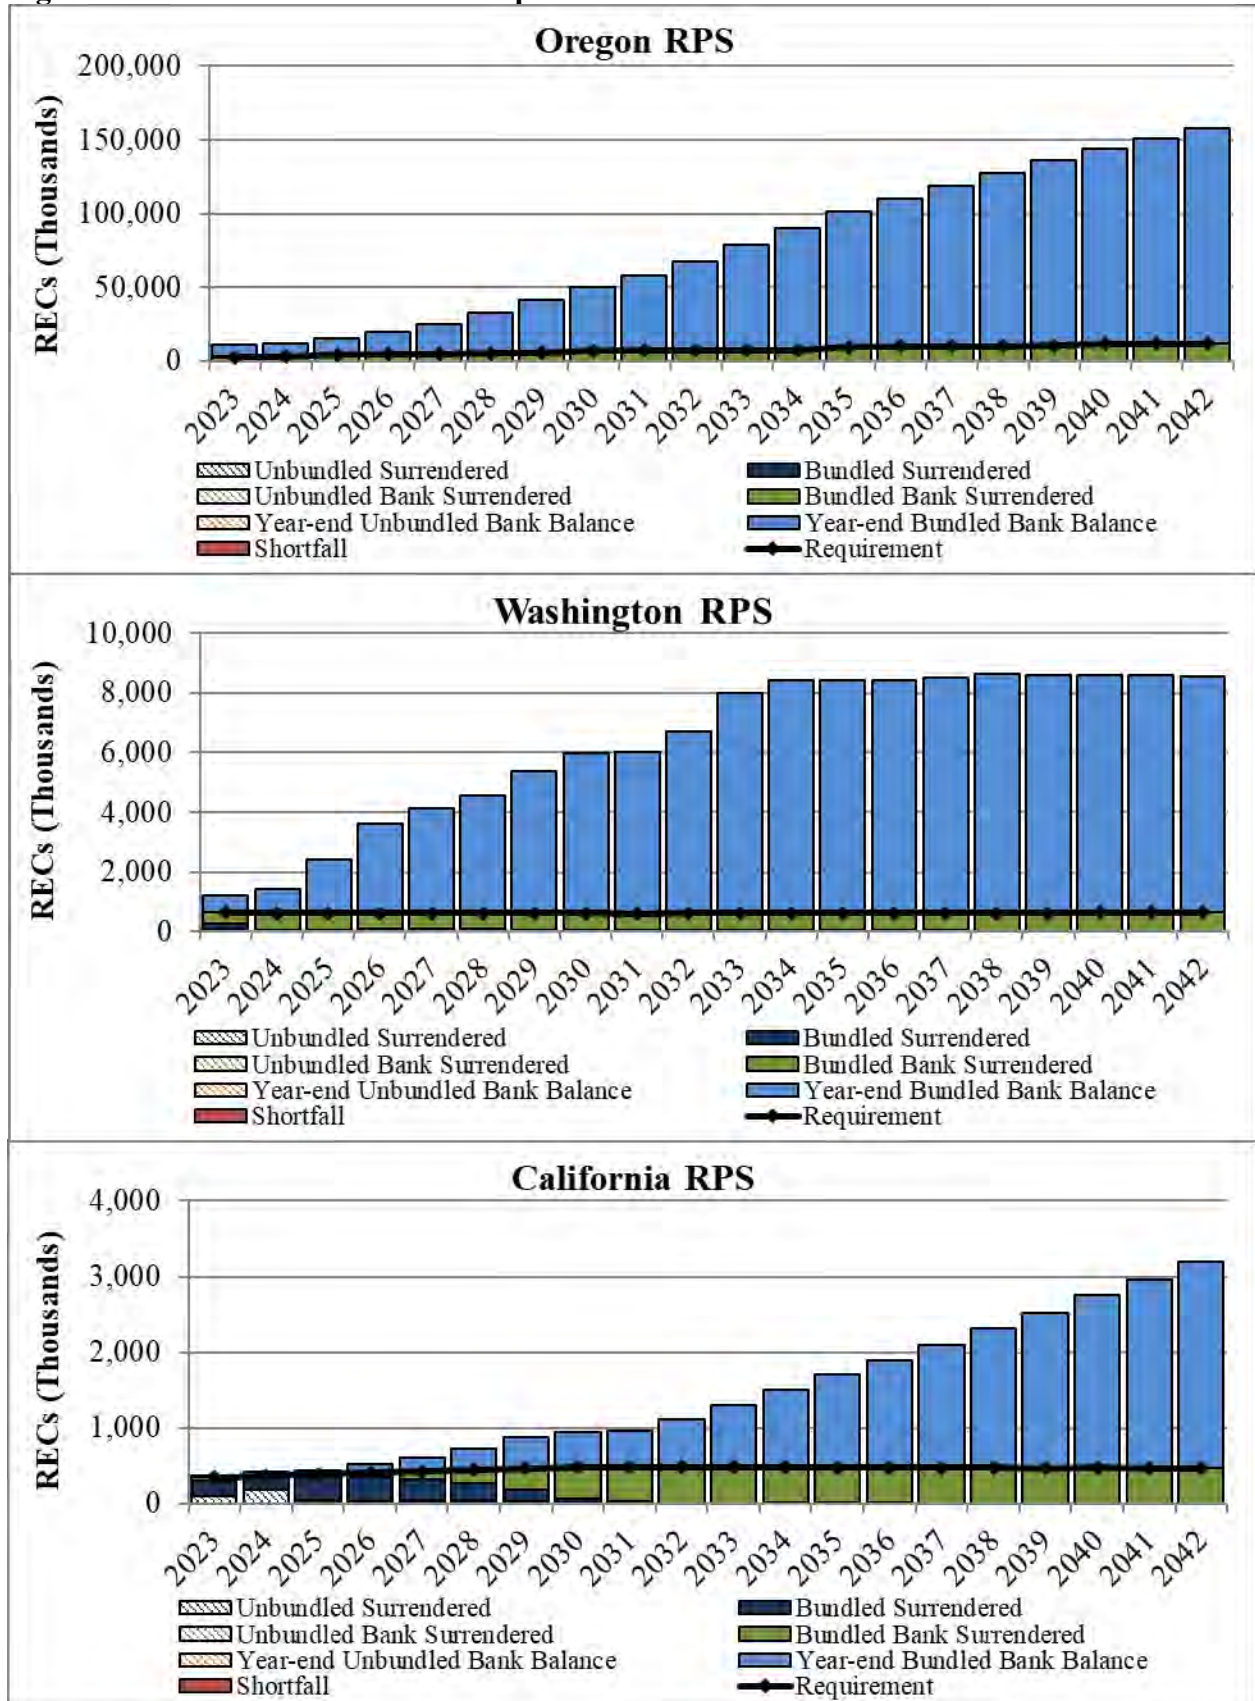 Oregon RPS
200,000
150,000
100,000
50,000
0
RECs (Thousands)
2023 2024 2025 2026 2027 2028 2029 2030 2031 2032 2033 2034 2035 2036 2037 2038 2039 2040 2041 2042
Unbundled Surrendered Bundled Surrendered
Unbundled Bank Surrendered Bundled Bank Surrendered
Year-end Unbundled Bank Balance Year-end Bundled Bank Balance
Shortfall Requirement
Washington RPS
10,000
8,000
6,000
4,000
2,000
0
RECs (Thousands)
2023 2024 2025 2026 2027 2028 2029 2030 2031 2032 2033 2034 2035 2036 2037 2038 2039 2040 2041 2042
Unbundled Surrendered Bundled Surrendered
Unbundled Bank Surrendered Bundled Bank Surrendered
Year-end Unbundled Bank Balance Year-end Bundled Bank Balance
Shortfall Requirement
California RPS
4,000
3,000
2,000
1,000
0
RECs (Thousands)
2023 2024 2025 2026 2027 2028 2029 2030 2031 2032 2033 2034 2035 2036 2037 2038 2039 2040 2041 2042
Unbundled Surrendered Bundled Surrendered
Unbundled Bank Surrendered Bundled Bank Surrendered
Year-end Unbundled Bank Balance Year-end Bundled Bank Balance
Shortfall Requirement